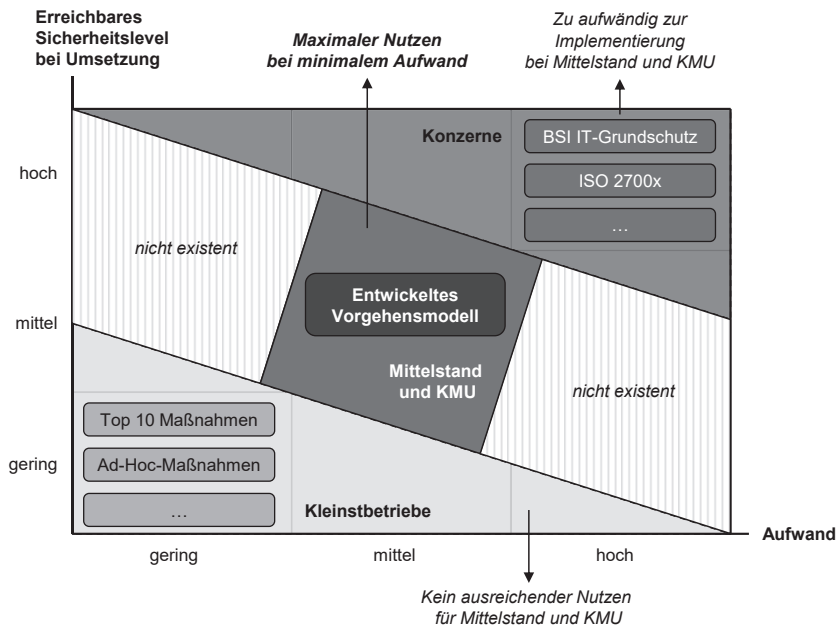 Erreichbares
Sicherheitslevel
bei Umsetzung
Maximaler Nutzen
bei minimalem Aufwand
Zu aufwändig zur
Implementierung
bei Mittelstand und KMU
hoch
mittel
gering
Konzerne
BSI IT-Grundschutz
ISO 2700x
…
nicht existent
Entwickeltes
Vorgehensmodell
Mittelstand
und KMU
nicht existent
Top 10 Maßnahmen
Ad-Hoc-Maßnahmen
…
Kleinstbetriebe
Aufwand
gering
mittel
hoch
Kein ausreichender Nutzen
für Mittelstand und KMU